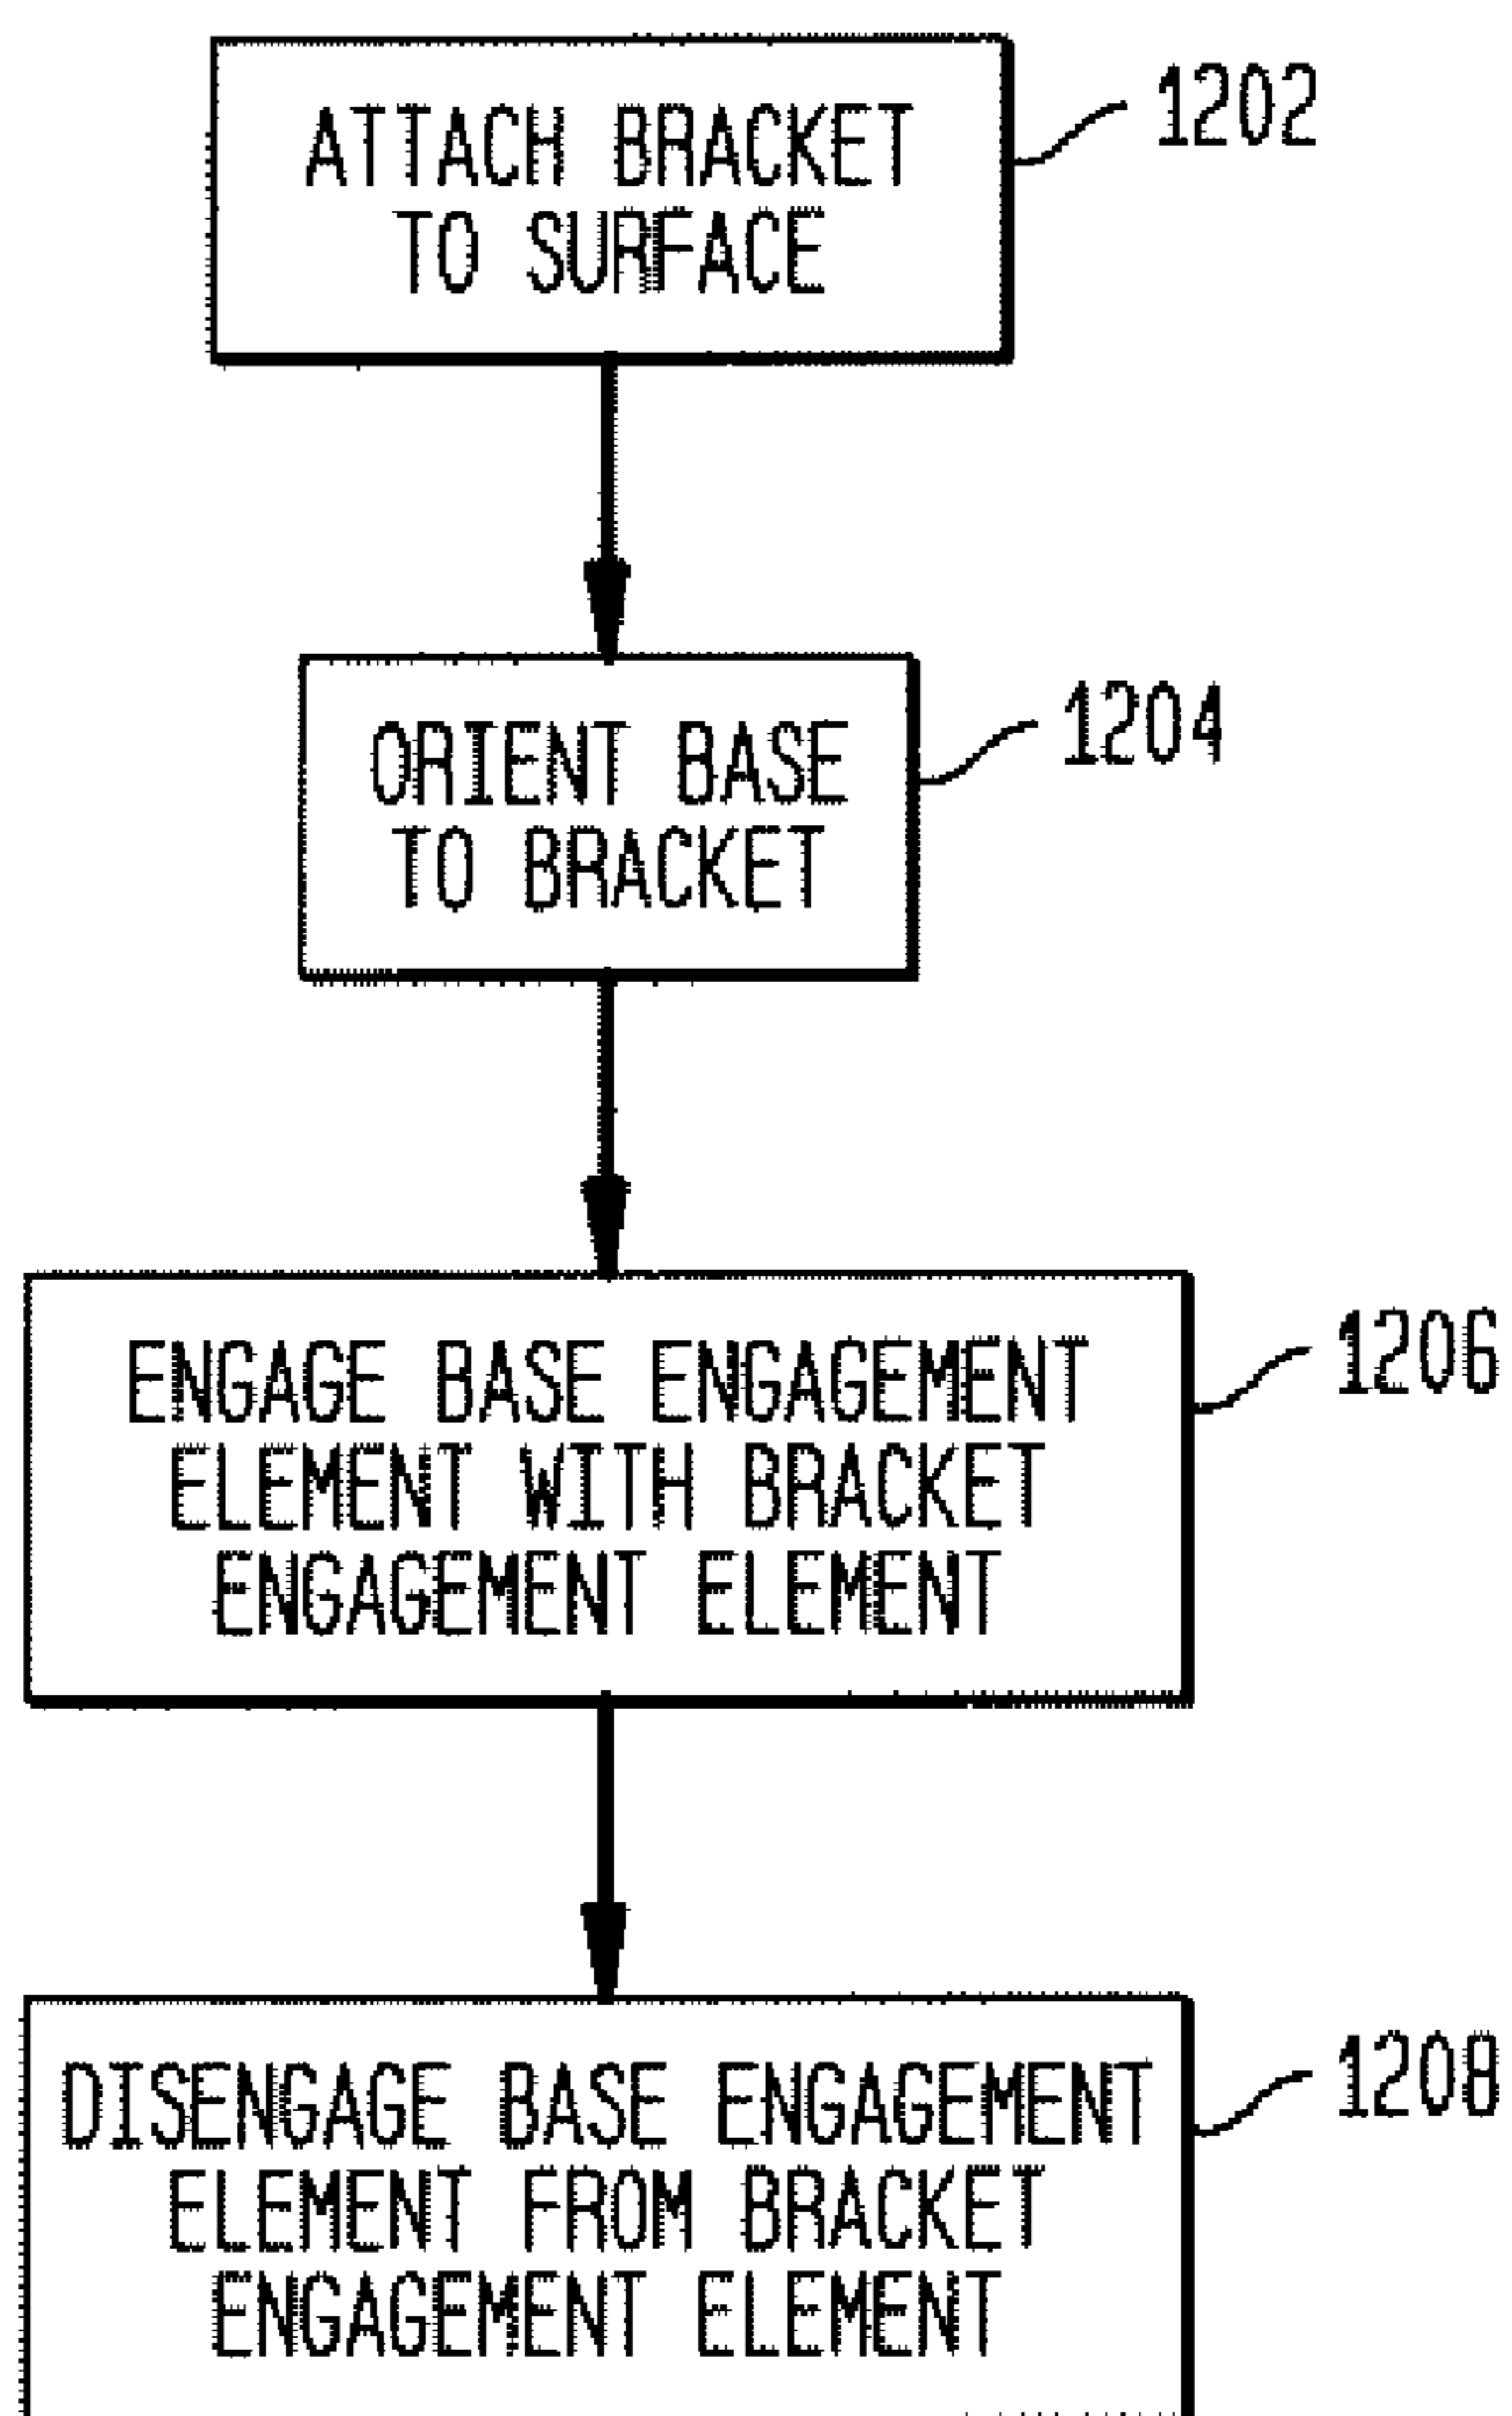 ATTACH BRACKET
TO SURFACE
1202
ORIENT BASE
TO BRACKET
1204
ENGAGE BASE ENGAGEMENT
ELEMENT WITH BRACKET
ENGAGEMENT ELEMENT
1206
DISENGAGE BASE ENGAGEMENT
ELEMENT FROM BRACKET
ENGAGEMENT ELEMENT
1208